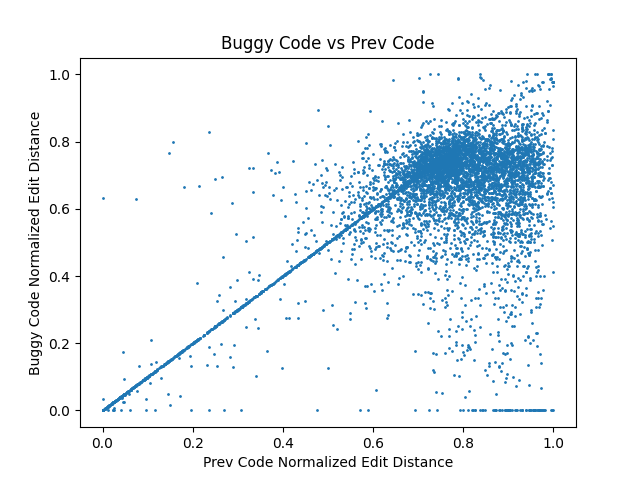 Buggy Code vs Prev Code
1.0
0.8
0.6
0.4
0.2
0.0
Buggy Code Normalized Edit Distance
0.0 0.2 0.4 0.6 0.8 1.0
Prev Code Normalized Edit Distance